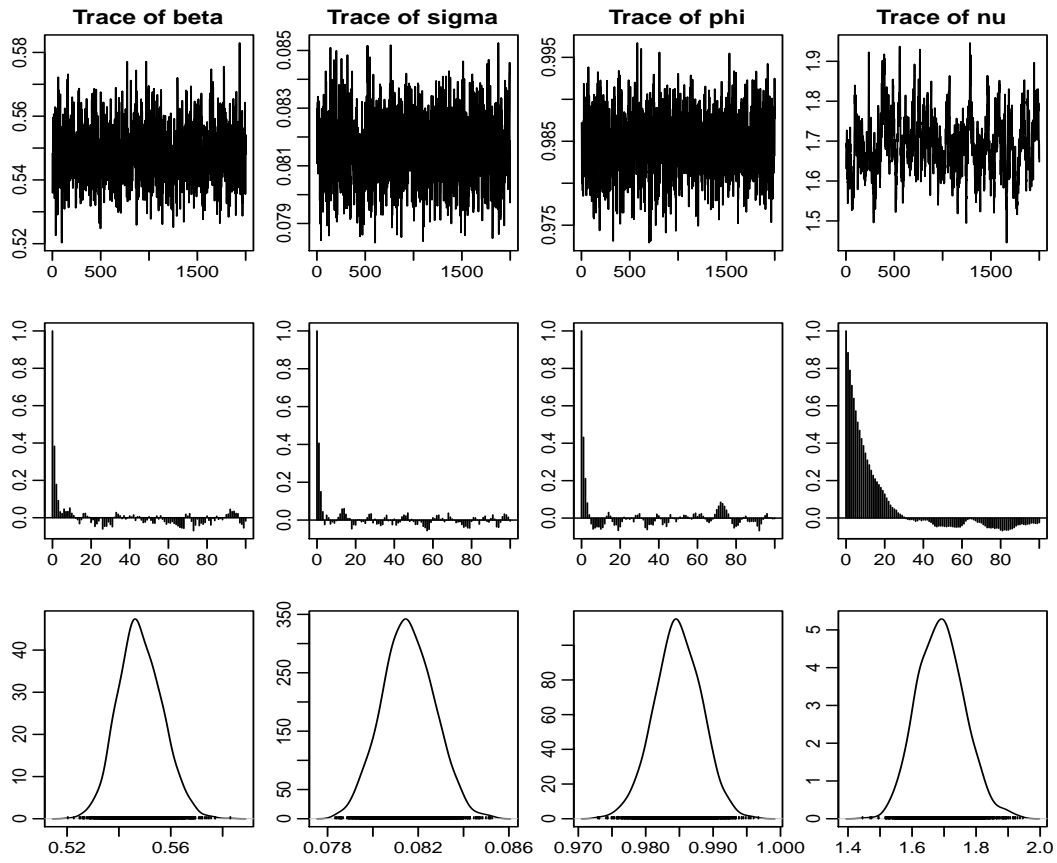 Trace of beta
0.52 0.54 0.56 0.58
0 500 1500
Trace of sigma
0.079 0.081 0.083 0.085
0 500 1500
Trace of phi
0.975 0.985 0.995
0 500 1500
Trace of nu
1.5 1.6 1.7 1.8 1.9
0 500 1500
0.0 0.2 0.4 0.6 0.8 1.0
0 20 40 60 80
0.0 0.2 0.4 0.6 0.8 1.0
0 20 40 60 80
0.0 0.2 0.4 0.6 0.8 1.0
0 20 40 60 80
0.0 0.2 0.4 0.6 0.8 1.0
0 20 40 60 80
0 10 20 30 40
0.52 0.56
0 50 150 250 350
0.078 0.082 0.086
0 20 40 60 80
0.970 0.980 0.990 1.000
0 1 2 3 4 5
1.4 1.6 1.8 2.0